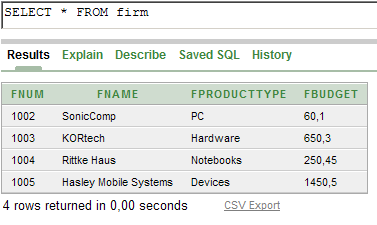 SELECT * FROM firm
Results Explain Describe Saved SQL History
FNUM FNAME FPRODUCTTYPE FBUDGET
1002 SonicComp PC 60,1
1003 KORtech Hardware 650,3
1004 Rittke Haus Notebooks 250,45
1005 Hasley Mobile Systems Devices 1450,5
4 rows returned in 0,00 seconds CSV Export